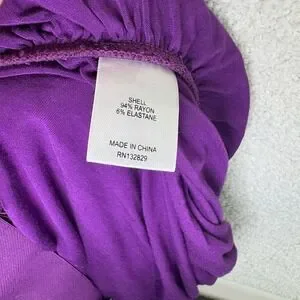 SHELL
94% RAYON
6% ELASTANE
MADE IN CHINA
RN132829